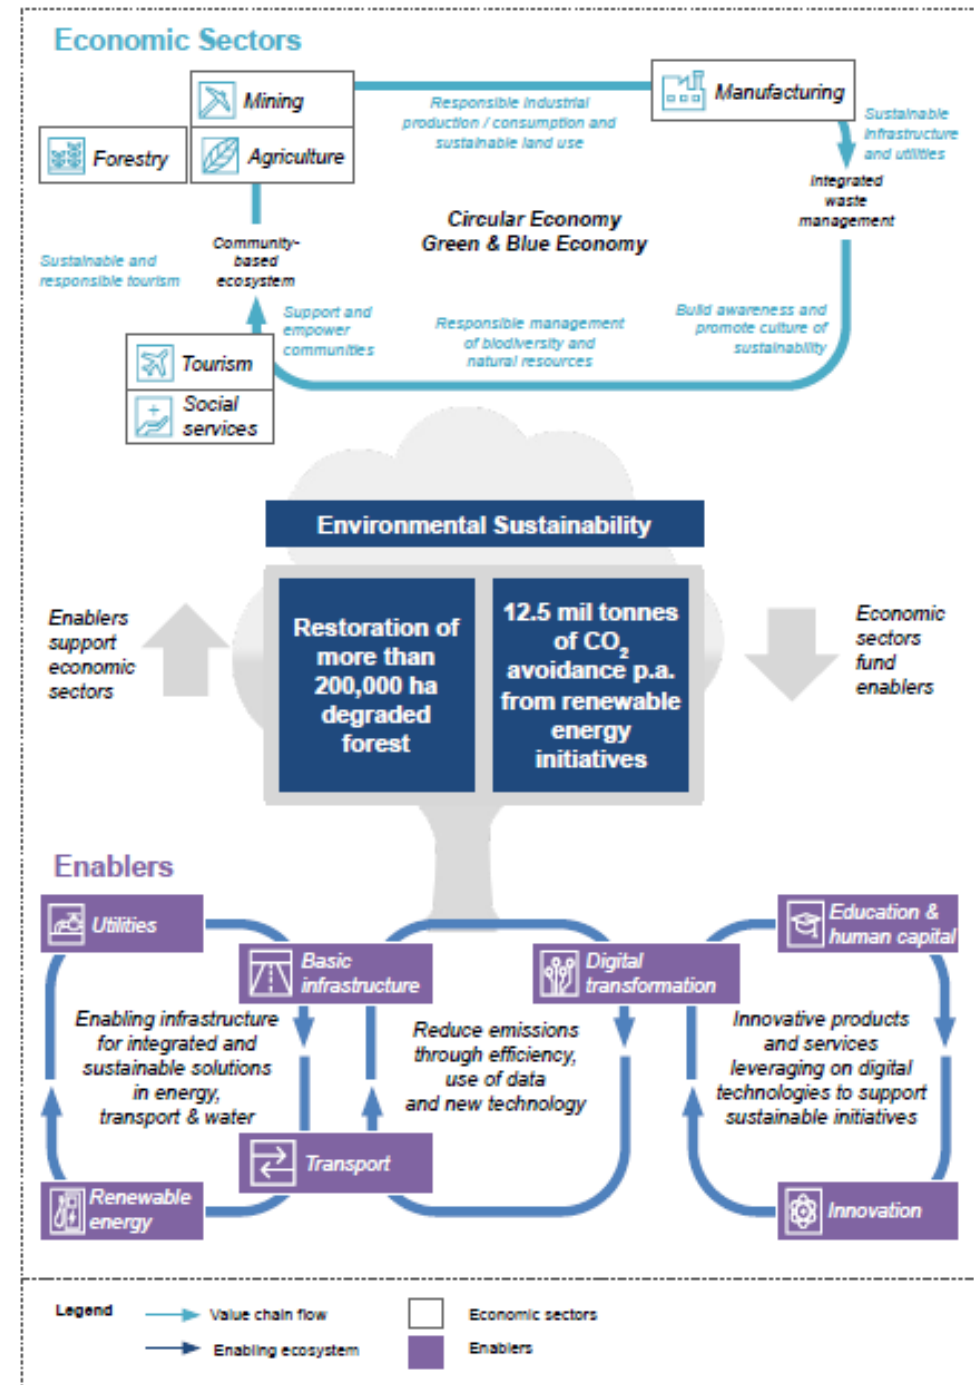 Economic Sectors
Mining
Forestry
Agriculture
Responsible industrial
production / consumption and
sustainable land use
Manufacturing
Sustainable
infrastructure
and utilities
Integrated
waste
management
Circular Economy
Green & Blue Economy
Community-
based
ecosystem
Sustainable and
responsible tourism
Support and
empower
communities
Responsible management
of biodiversity and
natural resources
Build awareness and
promote culture of
sustainability
Tourism
Social
services
Environmental Sustainability
Enablers
support
economic
sectors
Restoration of
more than
200,000 ha
degraded
forest
12.5 mil tonnes
of CO₂
avoidance p.a.
from renewable
energy
initiatives
Economic
sectors
fund
enablers
Enablers
Utilities
Basic
infrastructure
Digital
transformation
Education &
human capital
Enabling infrastructure
for integrated and
sustainable solutions
in energy,
transport & water
Reduce emissions
through efficiency,
use of data
and new technology
Innovative products
and services
leveraging on digital
technologies to support
sustainable initiatives
Transport
Renewable
energy
Innovation
Legend
Value chain flow
Economic sectors
Enabling ecosystem
Enablers